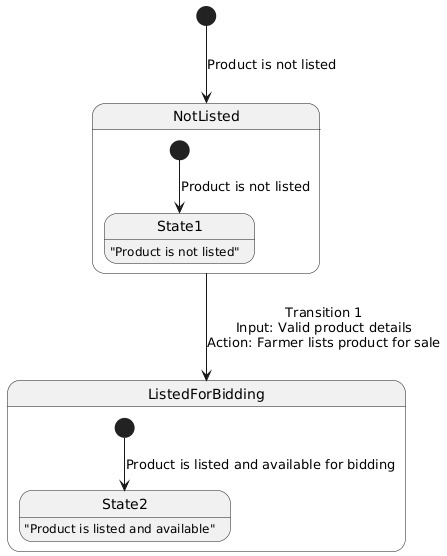 Product is not listed
NotListed
Product is not listed
State1
"Product is not listed"
Transition 1
Input: Valid product details
Action: Farmer lists product for sale
ListedForBidding
Product is listed and available for bidding
State2
"Product is listed and available"